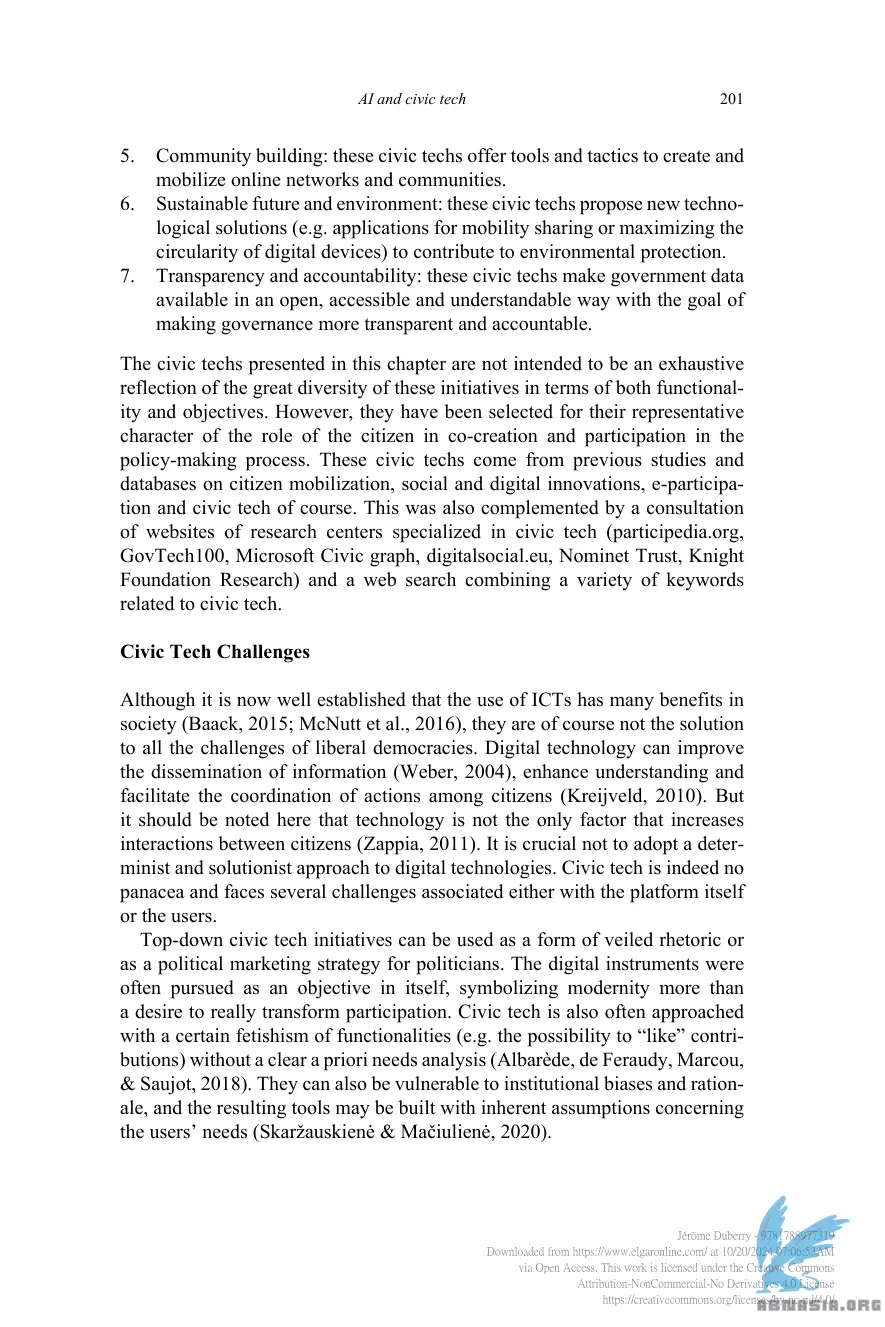 AI and civic tech 201
5. Community building: these civic techs offer tools and tactics to create and
mobilize online networks and communities.
6. Sustainable future and environment: these civic techs propose new techno-
logical solutions (e.g. applications for mobility sharing or maximizing the
circularity of digital devices) to contribute to environmental protection.
7. Transparency and accountability: these civic techs make government data
available in an open, accessible and understandable way with the goal of
making governance more transparent and accountable.
The civic techs presented in this chapter are not intended to be an exhaustive
reflection of the great diversity of these initiatives in terms of both functional-
ity and objectives. However, they have been selected for their representative
character of the role of the citizen in co-creation and participation in the
policy-making process. These civic techs come from previous studies and
databases on citizen mobilization, social and digital innovations, e-participa-
tion and civic tech of course. This was also complemented by a consultation
of websites of research centers specialized in civic tech (participedia.org,
GovTech100, Microsoft Civic graph, digitalsocial.eu, Nominet Trust, Knight
Foundation Research) and a web search combining a variety of keywords
related to civic tech.
Civic Tech Challenges
Although it is now well established that the use of ICTs has many benefits in
society (Baack, 2015; McNutt et al., 2016), they are of course not the solution
to all the challenges of liberal democracies. Digital technology can improve
the dissemination of information (Weber, 2004), enhance understanding and
facilitate the coordination of actions among citizens (Kreijveld, 2010). But
it should be noted here that technology is not the only factor that increases
interactions between citizens (Zappia, 2011). It is crucial not to adopt a deter-
minist and solutionist approach to digital technologies. Civic tech is indeed no
panacea and faces several challenges associated either with the platform itself
or the users.
Top-down civic tech initiatives can be used as a form of veiled rhetoric or
as a political marketing strategy for politicians. The digital instruments were
often pursued as an objective in itself, symbolizing modernity more than
a desire to really transform participation. Civic tech is also often approached
with a certain fetishism of functionalities (e.g. the possibility to “like” contri-
butions) without a clear a priori needs analysis (Albarède, de Feraudy, Marcou,
& Saujot, 2018). They can also be vulnerable to institutional biases and ration-
ale, and the resulting tools may be built with inherent assumptions concerning
the users’ needs (Skaržauskienė & Mačiulienė, 2020).
Jérôme Duberry - 9781788977319
Downloaded from https://www.elgaronline.com/ at 10/20/2024 07:06:52AM
via Open Access. This work is licensed under the Creative Commons
Attribution-NonCommercial-No Derivatives 4.0 License
https://creativecommons.org/licenses/by-nc-nd/4.0/
ABTWASIA.ORG